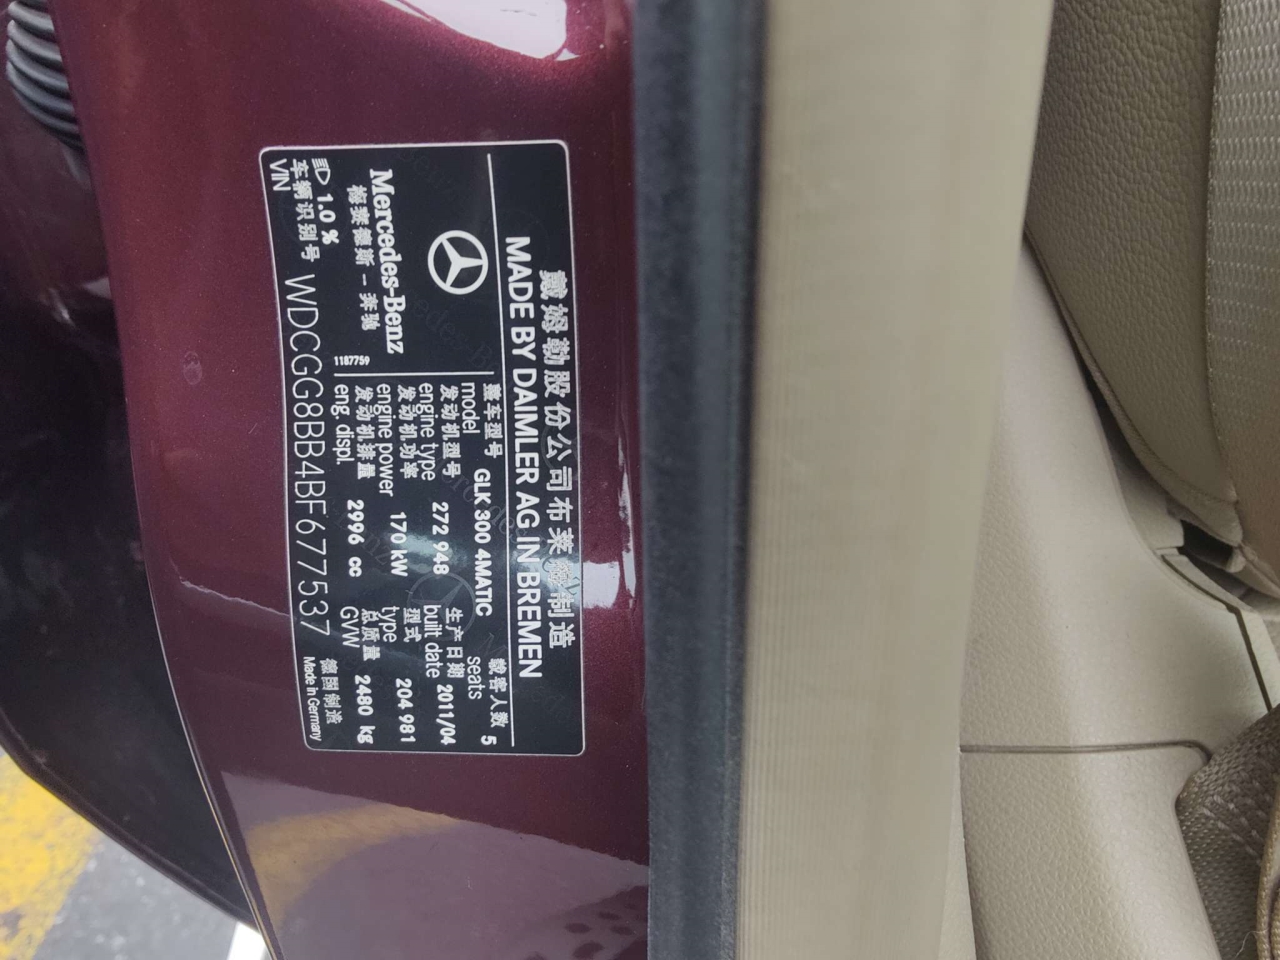 戴姆勒股份公司布莱梅制造
MADE BY DAIMLER AG IN BREMEN
Mercedes-Benz
梅赛德斯-奔驰
1187759
整车型号
model GLK 300 4MATIC
载客人数
seats 5
发动机型号
engine type 272 948
生产日期
built date 2011/04
发动机功率
engine power 170 kW
型式
type 204 981
发动机排量
eng. displ. 2996 cc
总质量
GVW 2480 kg
1.0 %
车辆识别号
VIN WDCGG8BB4BF677537
德国制造
Made in Germany